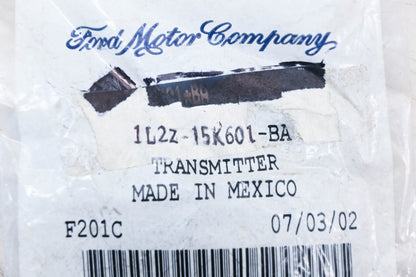 Ford Motor Company
1L2Z-15K601-BA
TRANSMITTER
MADE IN MEXICO
F201C 07/03/02